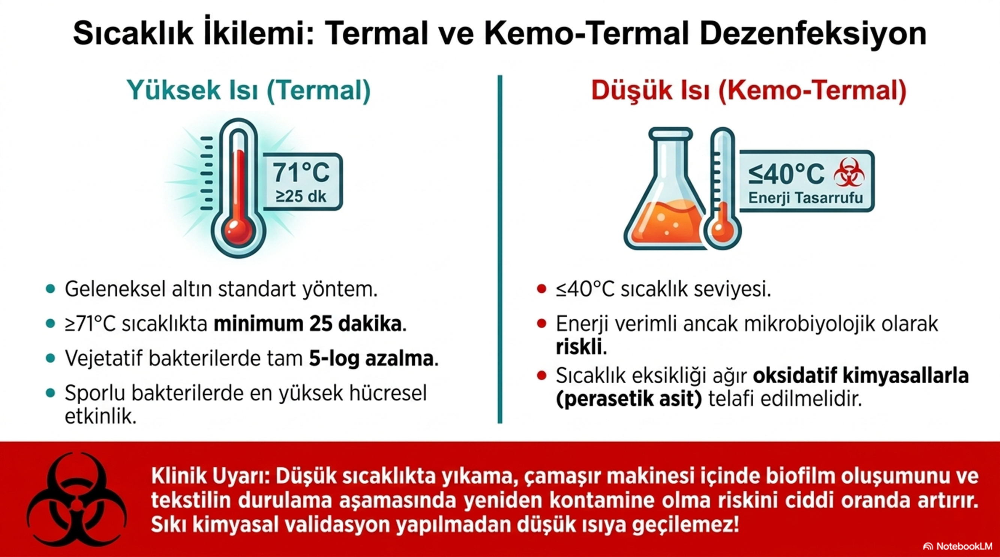 Sıcaklık İkilemi: Termal ve Kemo-Termal Dezenfeksiyon
Yüksek Isı (Termal)
71°C
≥25 dk
• Geleneksel altın standart yöntem.
• ≥71°C sıcaklıkta minimum 25 dakika.
• Vejetatif bakterilerde tam 5-log azalma.
• Sporlu bakterilerde en yüksek hücresel
etkinlik.
Düşük Isı (Kemo-Termal)
≤40°C
Enerji Tasarrufu
• ≤40°C sıcaklık seviyesi.
• Enerji verimli ancak mikrobiyolojik olarak
riskli.
• Sıcaklık eksikliği ağır oksidatif kimyasallarla
(perasetik asit) telafi edilmelidir.
Klinik Uyarı: Düşük sıcaklıkta yıkama, çamaşır makinesi içinde biofilm oluşumunu ve
tekstilin durulama aşamasında yeniden kontamine olma riskini ciddi oranda artırır.
Sıkı kimyasal validasyon yapılmadan düşük ısıya geçilemez!
NotebookLM